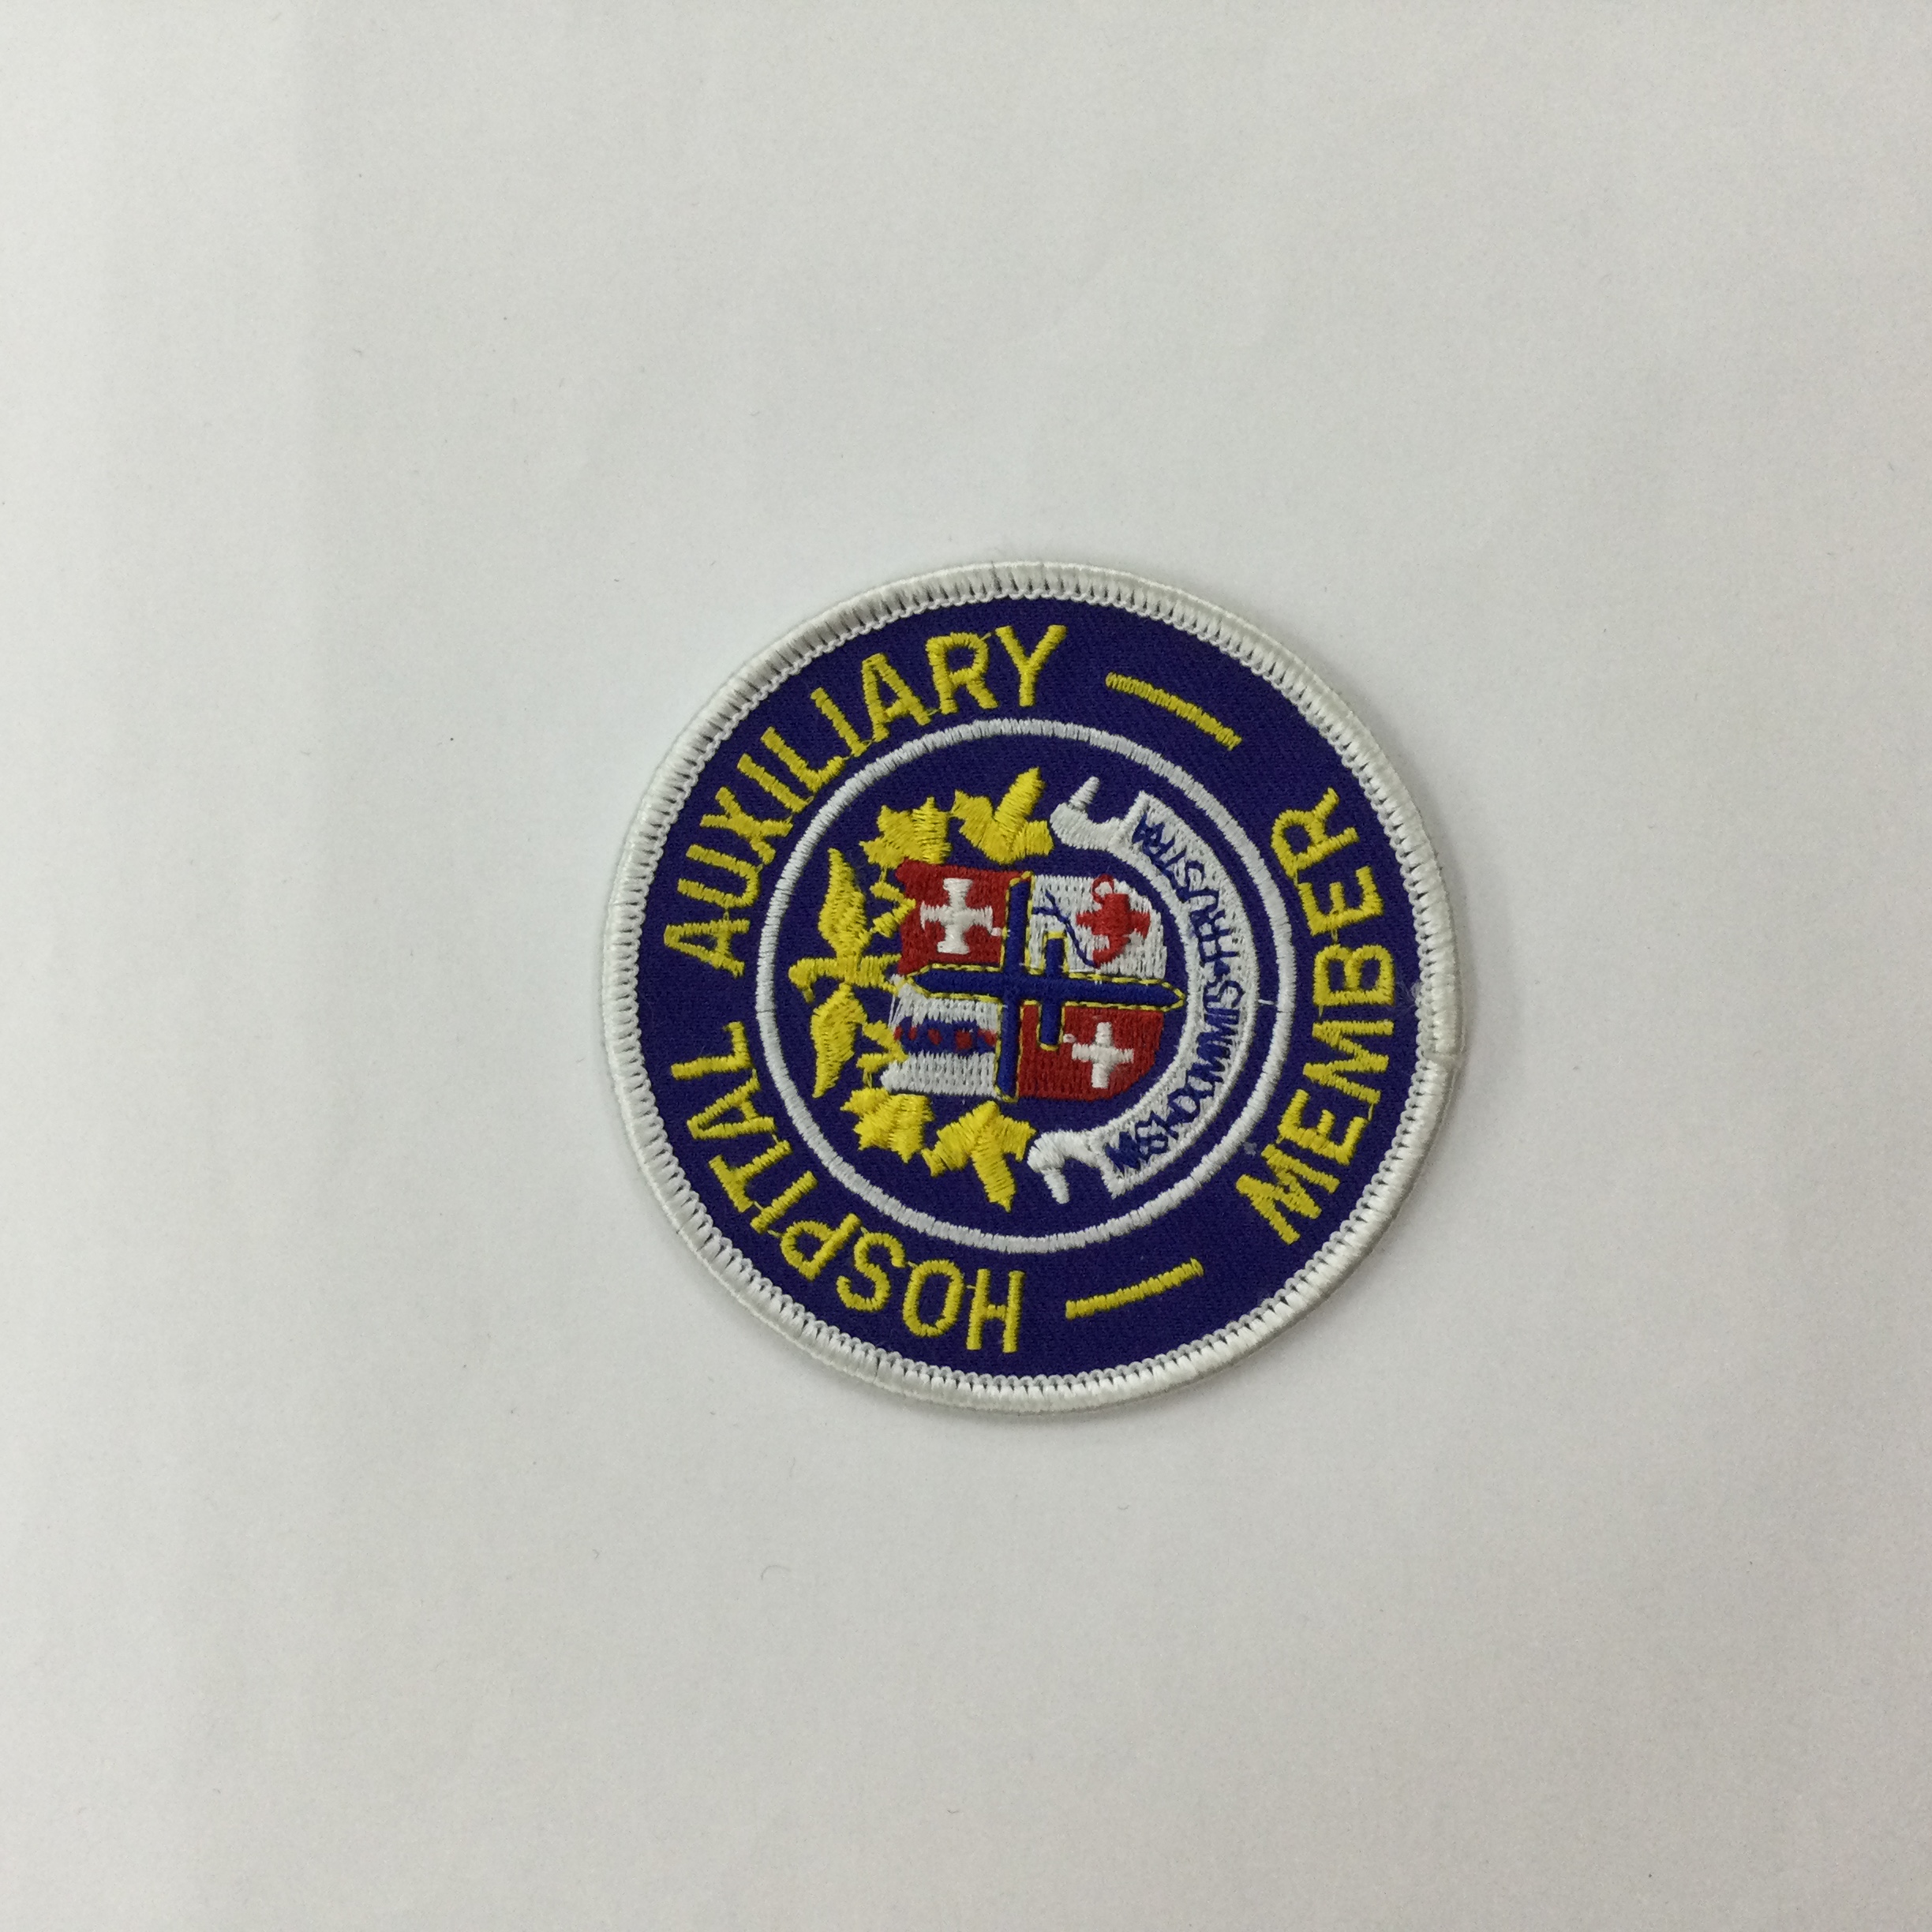 HOSPITAL AUXILIARY
MEMBER
NISI DOMINUS FRUSTRA